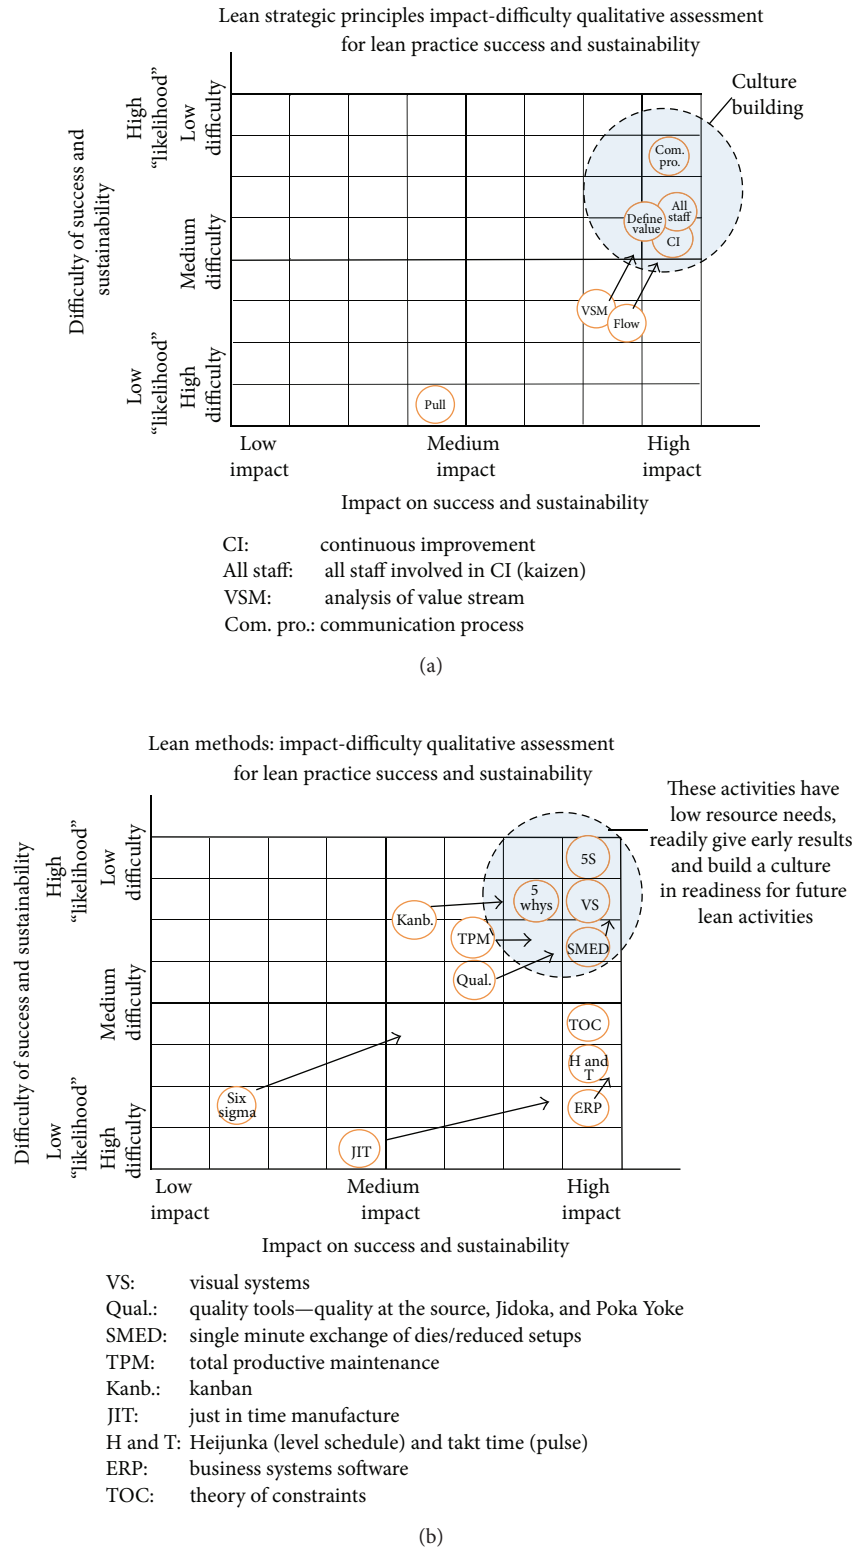 Lean strategic principles impact-difficulty qualitative assessment
for lean practice success and sustainability
Culture
building
Difficulty of success and
sustainability
High
"likelihood"
Low
difficulty
Medium
difficulty
Low
"likelihood"
High
difficulty
Com.
pro.
All
staff
Define
value
CI
VSM
Flow
Pull
Low
impact
Medium
impact
High
impact
Impact on success and sustainability
CI: continuous improvement
All staff: all staff involved in CI (kaizen)
VSM: analysis of value stream
Com. pro.: communication process
(a)
Lean methods: impact-difficulty qualitative assessment
for lean practice success and sustainability
These activities have
low resource needs,
readily give early results
and build a culture
in readiness for future
lean activities
Difficulty of success and sustainability
High
"likelihood"
Low
difficulty
Medium
difficulty
Low
"likelihood"
High
difficulty
5S
5
whys
VS
Kanb.
TPM
SMED
Qual.
TOC
H and
T
Six
sigma
ERP
JIT
Low
impact
Medium
impact
High
impact
Impact on success and sustainability
VS: visual systems
Qual.: quality tools—quality at the source, Jidoka, and Poka Yoke
SMED: single minute exchange of dies/reduced setups
TPM: total productive maintenance
Kanb.: kanban
JIT: just in time manufacture
H and T: Heijunka (level schedule) and takt time (pulse)
ERP: business systems software
TOC: theory of constraints
(b)